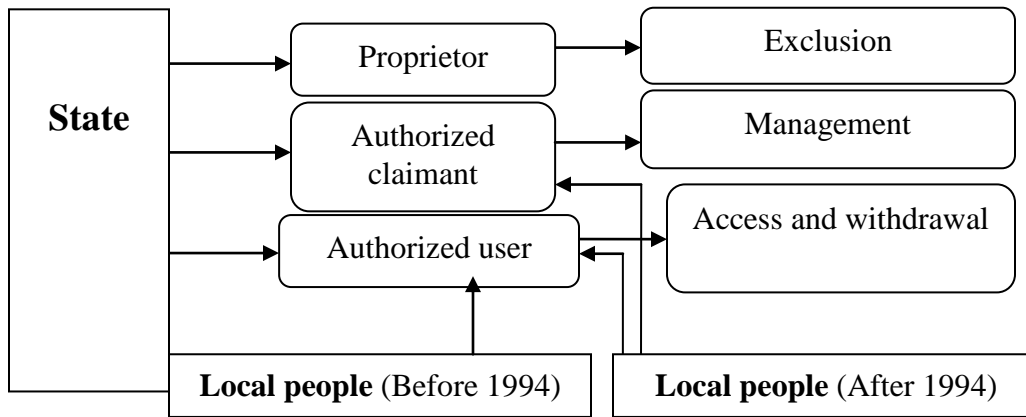 State
Proprietor
Exclusion
Authorized
claimant
Management
Authorized user
Access and withdrawal
Local people (Before 1994)
Local people (After 1994)